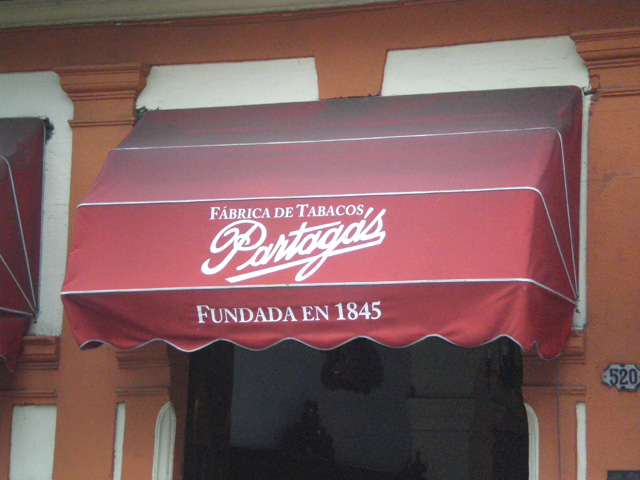 FÁBRICA DE TABACOS
Partagás
FUNDADA EN 1845
520